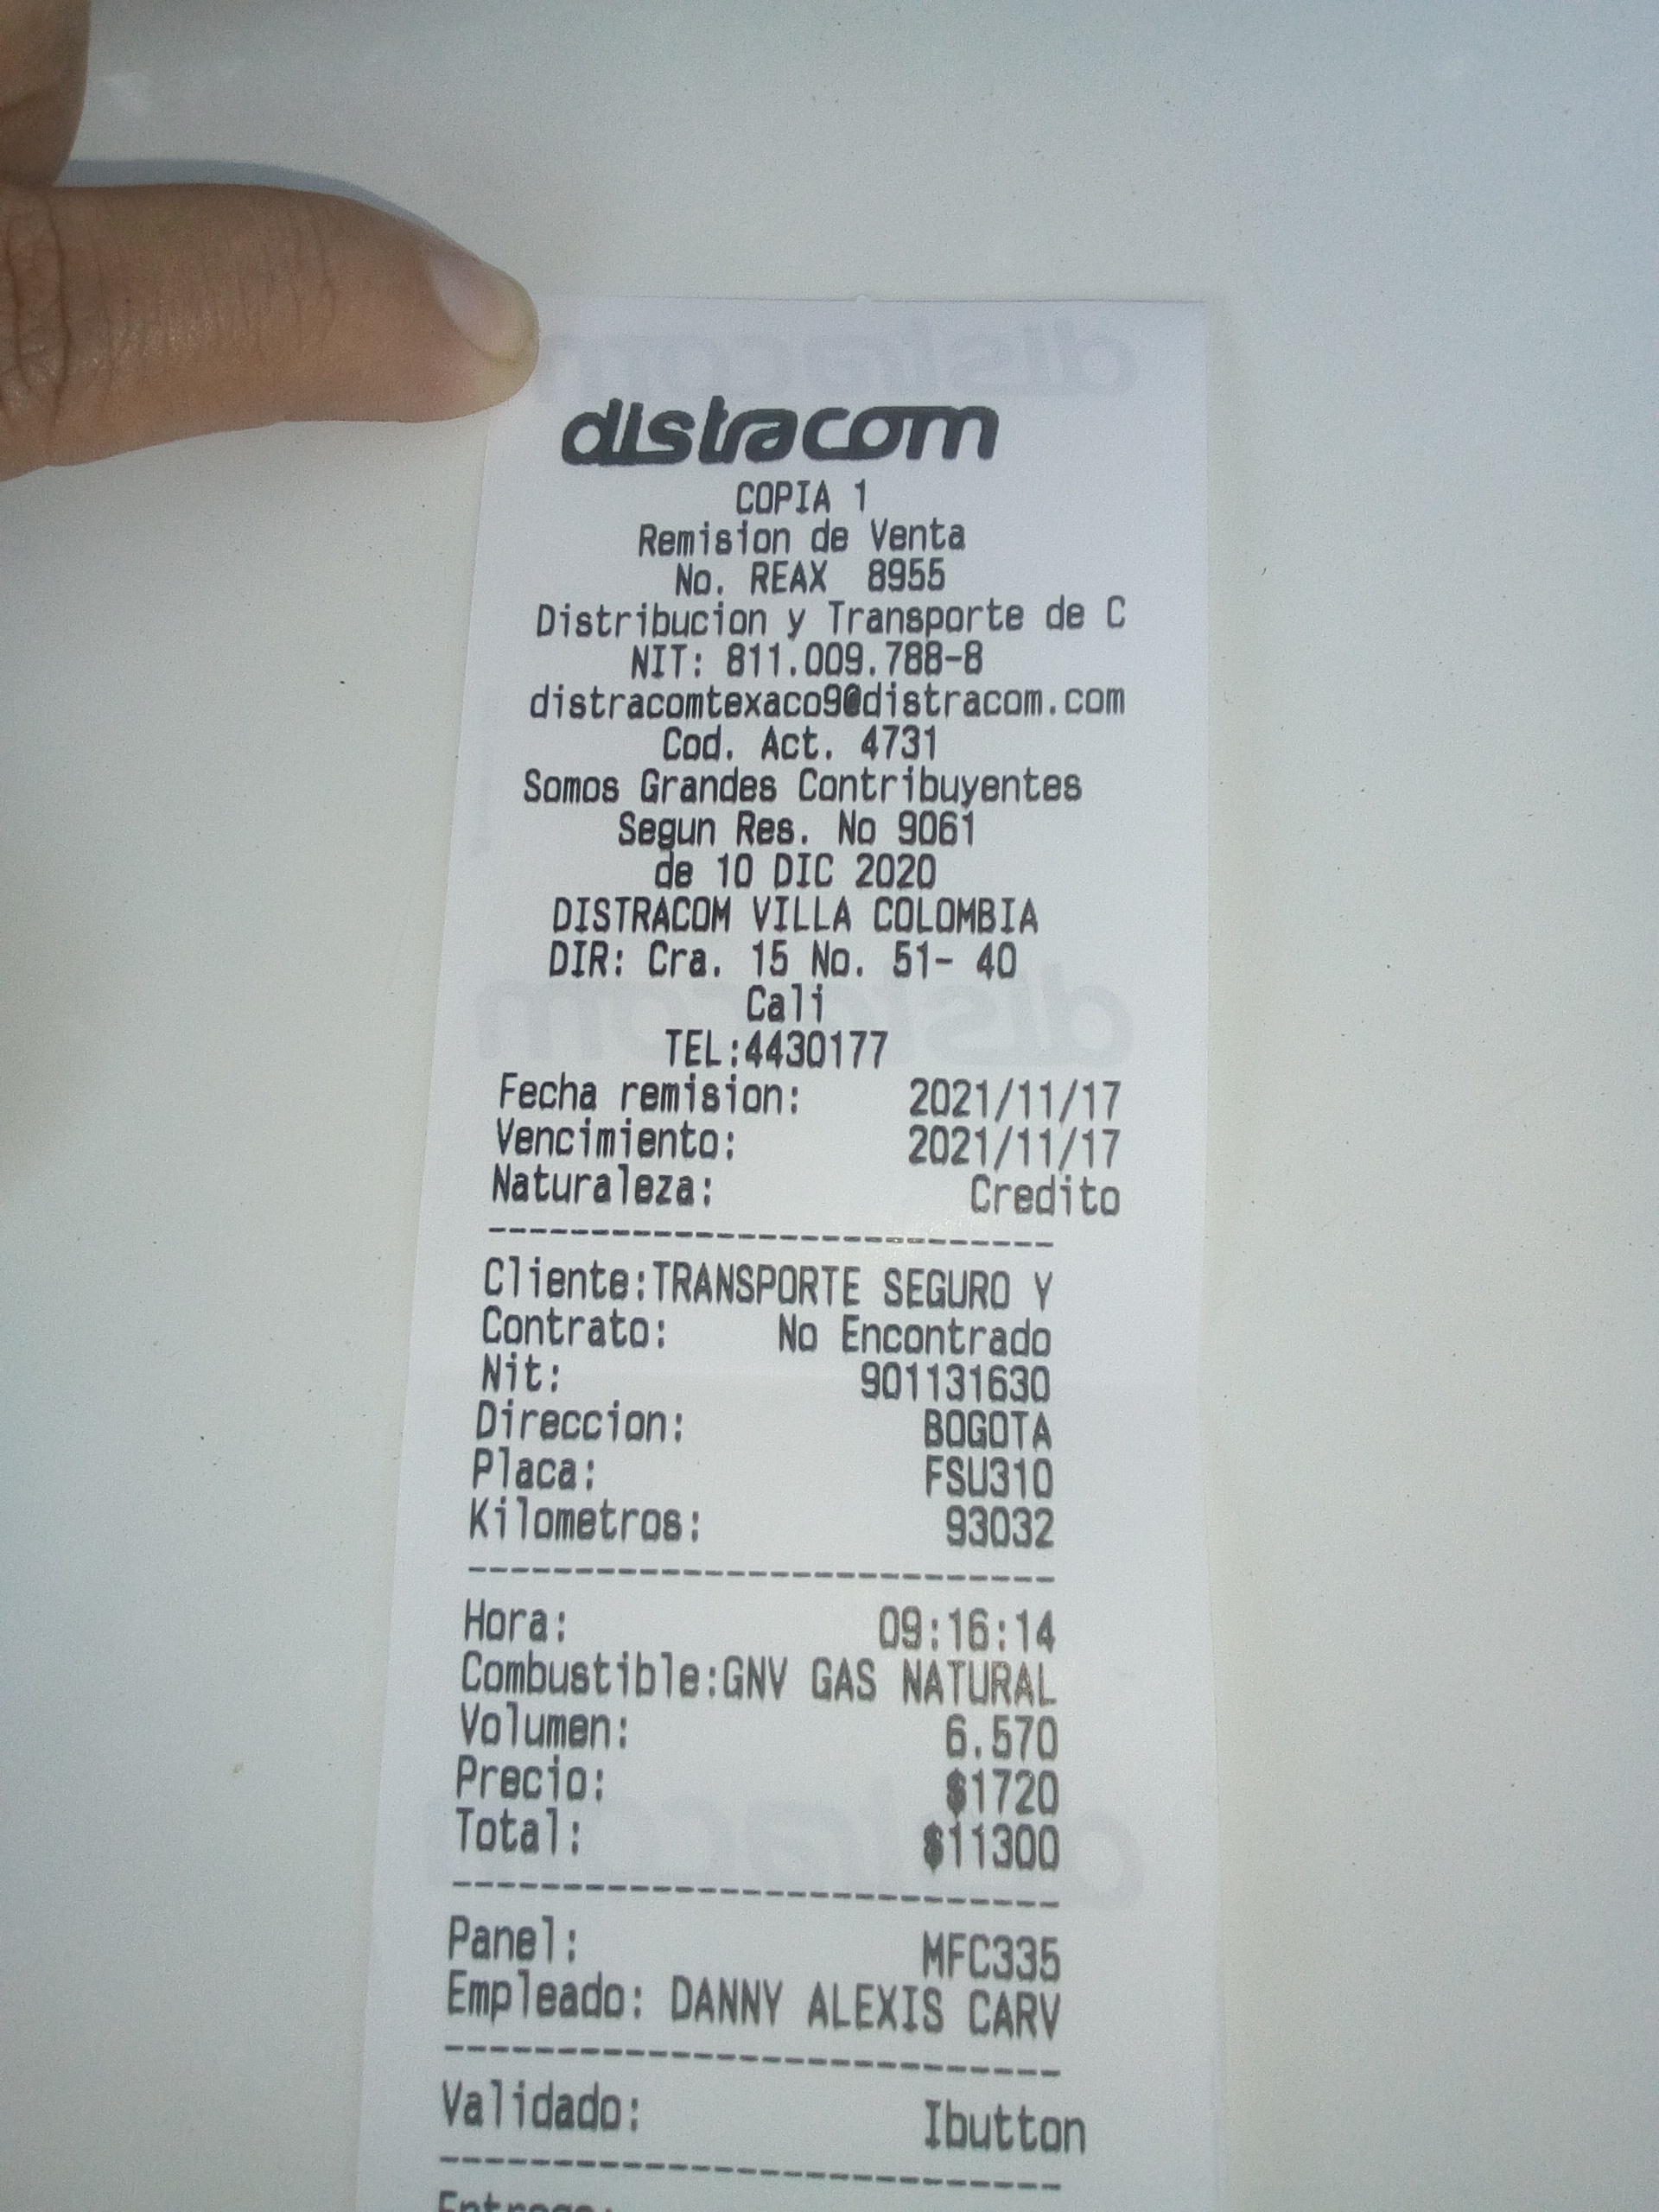 distracom
COPIA 1
Remision de Venta
No. REAX 8955
Distribucion y Transporte de C
NIT: 811.009.788-8
distracomtexaco9@distracom.com
Cod. Act. 4731
Somos Grandes Contribuyentes
Segun Res. No 9061
de 10 DIC 2020
DISTRACOM VILLA COLOMBIA
DIR: Cra. 15 No. 51- 40
Cali
TEL:4430177
Fecha remision: 2021/11/17
Vencimiento: 2021/11/17
Naturaleza: Credito
Cliente:TRANSPORTE SEGURO Y
Contrato: No Encontrado
Nit: 901131630
Direccion: BOGOTA
Placa: FSU310
Kilometros: 93032
Hora: 09:16:14
Combustible:GNV GAS NATURAL
Volumen: 6.570
Precio: $1720
Total: $11300
Panel: MFC335
Empleado: DANNY ALEXIS CARV
Validado: Ibutton
Entrego: